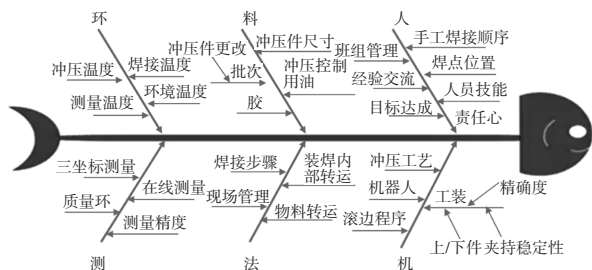 环
料
人
冲压件更改
冲压件尺寸
手工焊接顺序
班组管理
焊接温度
冲压温度
批次
冲压控制
用油
焊点位置
经验交流
环境温度
人员技能
测量温度
胶
目标达成
责任心
三坐标测量
焊接步骤
装焊内
部转运
冲压工艺
在线测量
现场管理
机器人
工装
精确度
质量环
测量精度
物料转运
滚边程序
上/下件
夹持稳定性
测
法
机